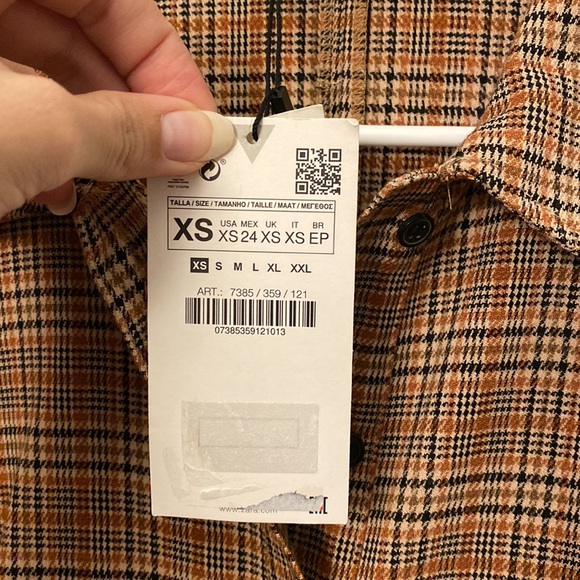 ®
TALLA / SIZE / TAMANHO / TAILLE / MAAT / ΜΕΓΕΘΟΣ
XS
USA MEX UK IT BR
XS 24 XS XS EP
XS S M L XL XXL
ART.: 7385 / 359 / 121
07385359121013
www.zara.com